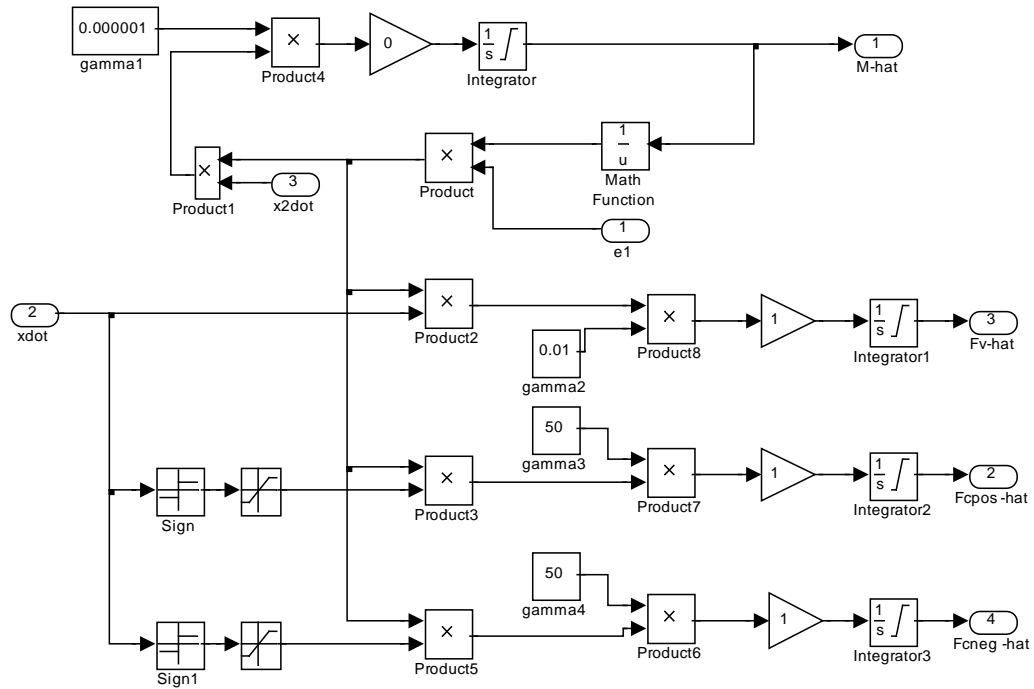 0.000001
gamma1
×
Product4
0
1
s
Integrator
1
M-hat
×
Product1
3
x2dot
×
Product
1
u
Math
Function
1
e1
2
xdot
×
Product2
0.01
gamma2
×
Product8
1
1
s
Integrator1
3
Fv-hat
50
gamma3
Sign
×
Product3
×
Product7
1
1
s
Integrator2
2
Fcpos -hat
50
gamma4
Sign1
×
Product5
×
Product6
1
1
s
Integrator3
4
Fcneg -hat